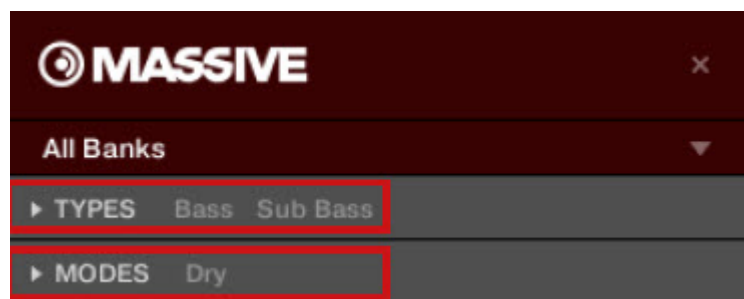 MASSIVE
All Banks
TYPES Bass Sub Bass
MODES Dry